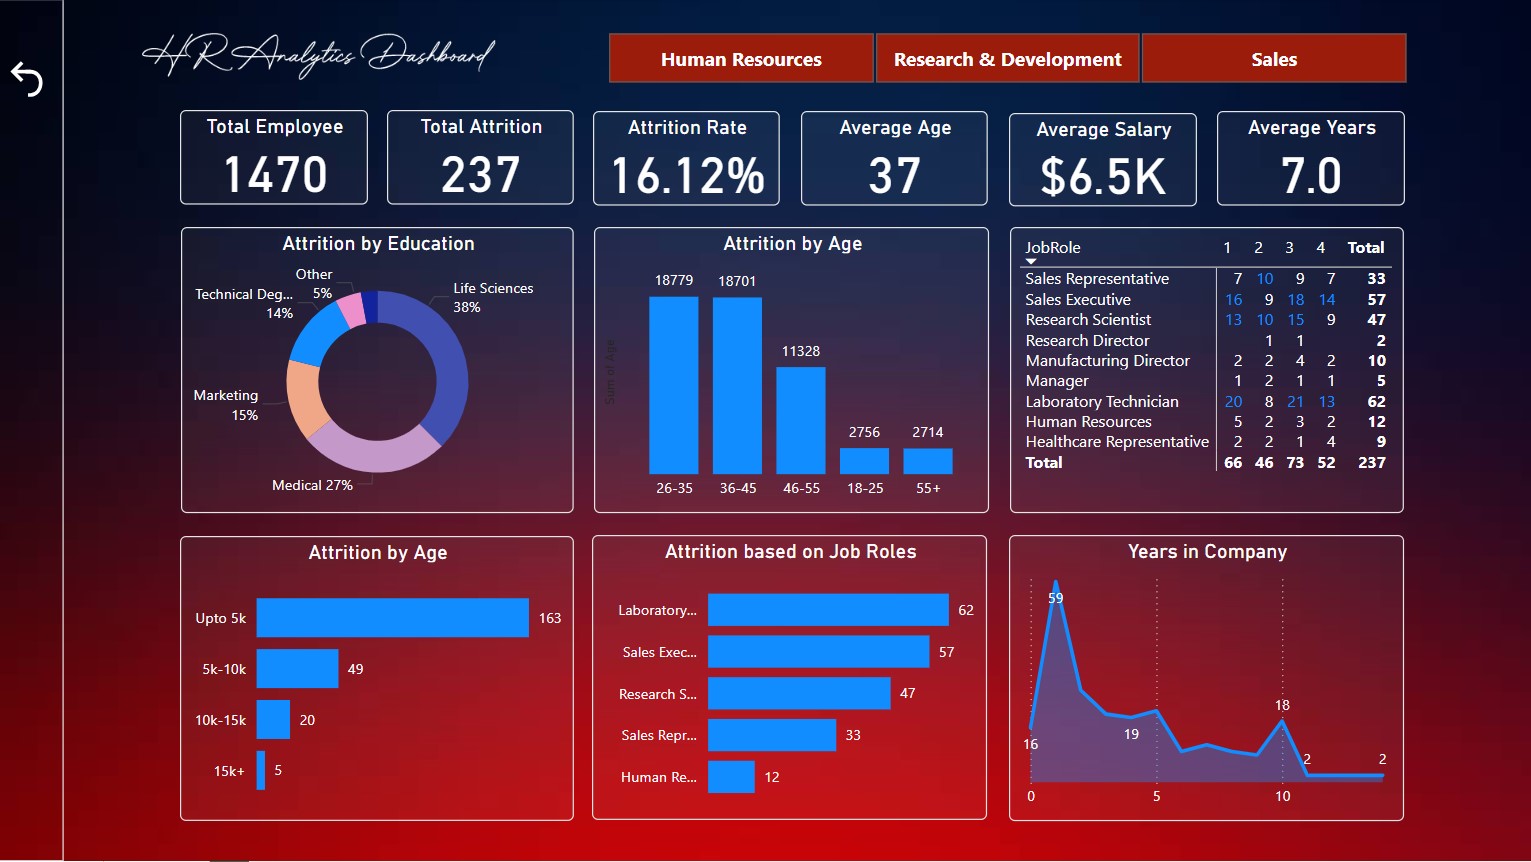 HR Analytics Dashboard
Human Resources
Research & Development
Sales
Total Employee
1470
Total Attrition
237
Attrition Rate
16.12%
Average Age
37
Average Salary
$6.5K
Average Years
7.0
Attrition by Education
Other
5%
Technical Deg...
14%
Life Sciences
38%
Marketing
15%
Medical 27%
Attrition by Age
Sum of Age
18779
18701
11328
2756
2714
26-35
36-45
46-55
18-25
55+
JobRole 1 2 3 4 Total
Sales Representative 7 10 9 7 33
Sales Executive 16 9 18 14 57
Research Scientist 13 10 15 9 47
Research Director 1 1 2
Manufacturing Director 2 2 4 2 10
Manager 1 2 1 1 5
Laboratory Technician 20 8 21 13 62
Human Resources 5 2 3 2 12
Healthcare Representative 2 2 1 4 9
Total 66 46 73 52 237
Attrition by Age
Upto 5k 163
5k-10k 49
10k-15k 20
15k+ 5
Attrition based on Job Roles
Laboratory... 62
Sales Exec... 57
Research S... 47
Sales Repr... 33
Human Re... 12
Years in Company
59
16
19
18
2
2
0 5 10